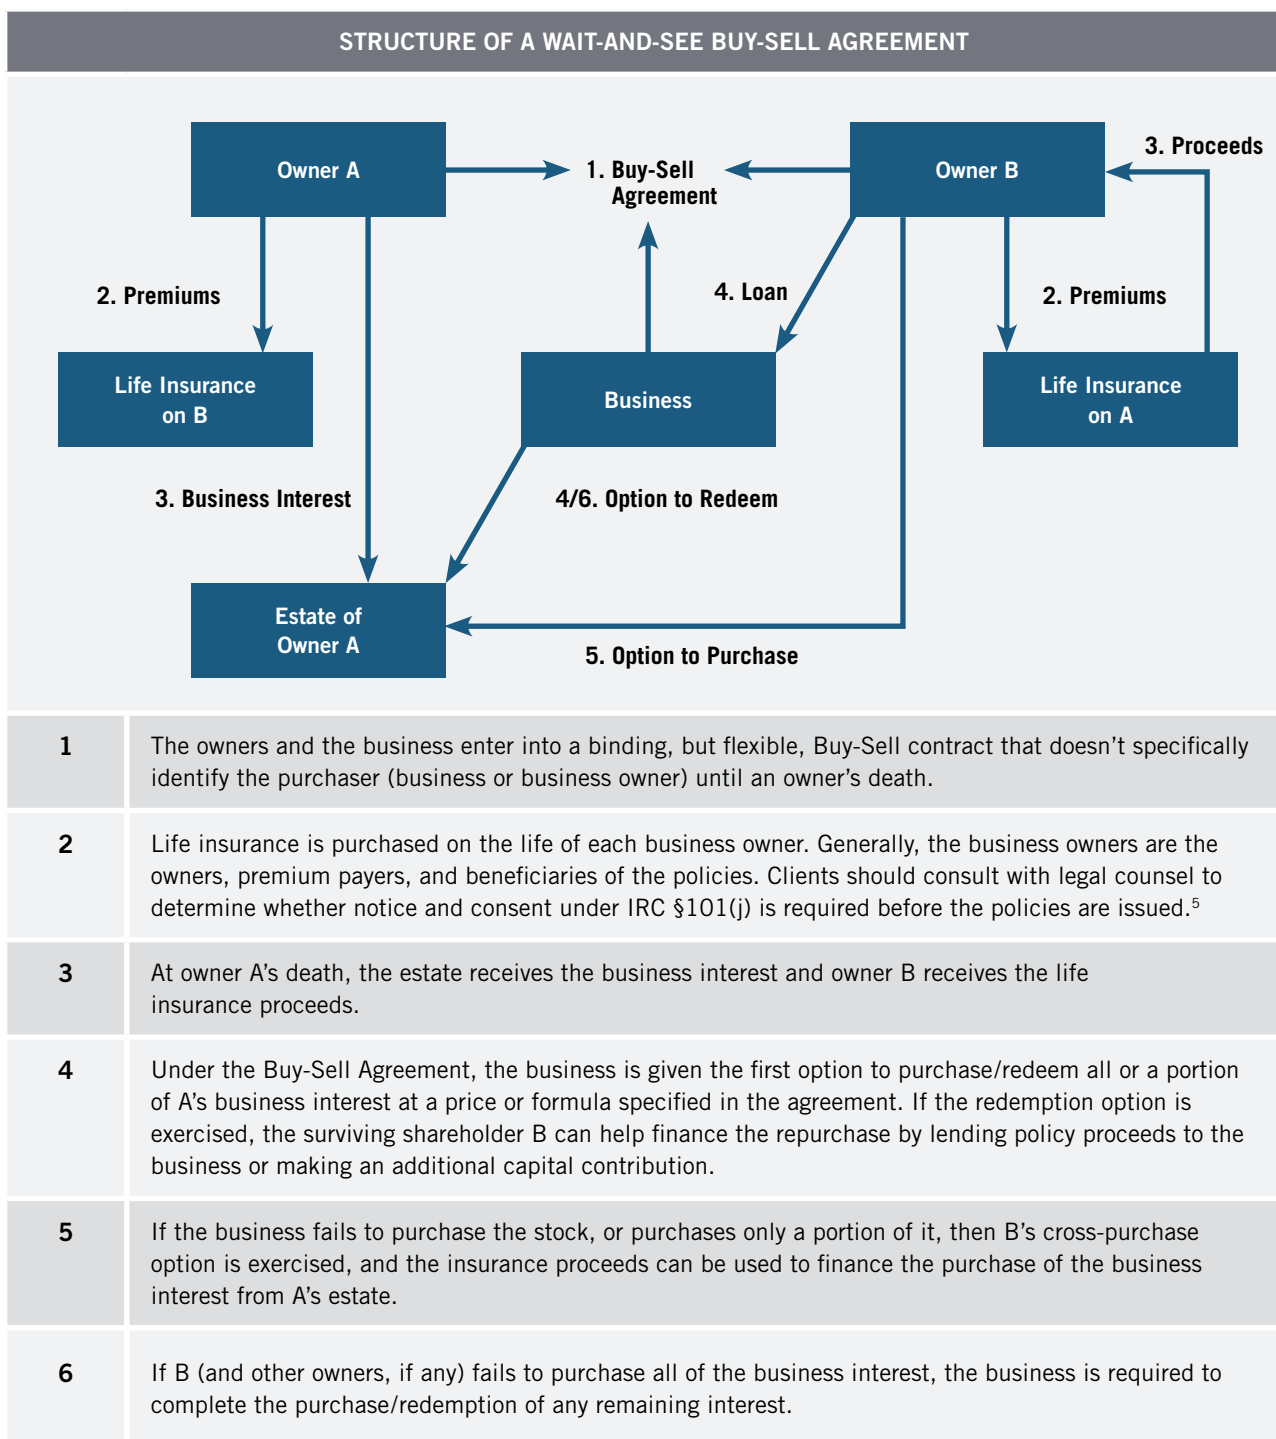 STRUCTURE OF A WAIT-AND-SEE BUY-SELL AGREEMENT
Owner A
1. Buy-Sell
Agreement
Owner B
3. Proceeds
2. Premiums
4. Loan
2. Premiums
Life Insurance
on B
Business
Life Insurance
on A
3. Business Interest
4/6. Option to Redeem
Estate of
Owner A
5. Option to Purchase
1
The owners and the business enter into a binding, but flexible, Buy-Sell contract that doesn’t specifically
identify the purchaser (business or business owner) until an owner’s death.
2
Life insurance is purchased on the life of each business owner. Generally, the business owners are the
owners, premium payers, and beneficiaries of the policies. Clients should consult with legal counsel to
determine whether notice and consent under IRC §101(j) is required before the policies are issued.⁵
3
At owner A’s death, the estate receives the business interest and owner B receives the life
insurance proceeds.
4
Under the Buy-Sell Agreement, the business is given the first option to purchase/redeem all or a portion
of A’s business interest at a price or formula specified in the agreement. If the redemption option is
exercised, the surviving shareholder B can help finance the repurchase by lending policy proceeds to the
business or making an additional capital contribution.
5
If the business fails to purchase the stock, or purchases only a portion of it, then B’s cross-purchase
option is exercised, and the insurance proceeds can be used to finance the purchase of the business
interest from A’s estate.
6
If B (and other owners, if any) fails to purchase all of the business interest, the business is required to
complete the purchase/redemption of any remaining interest.